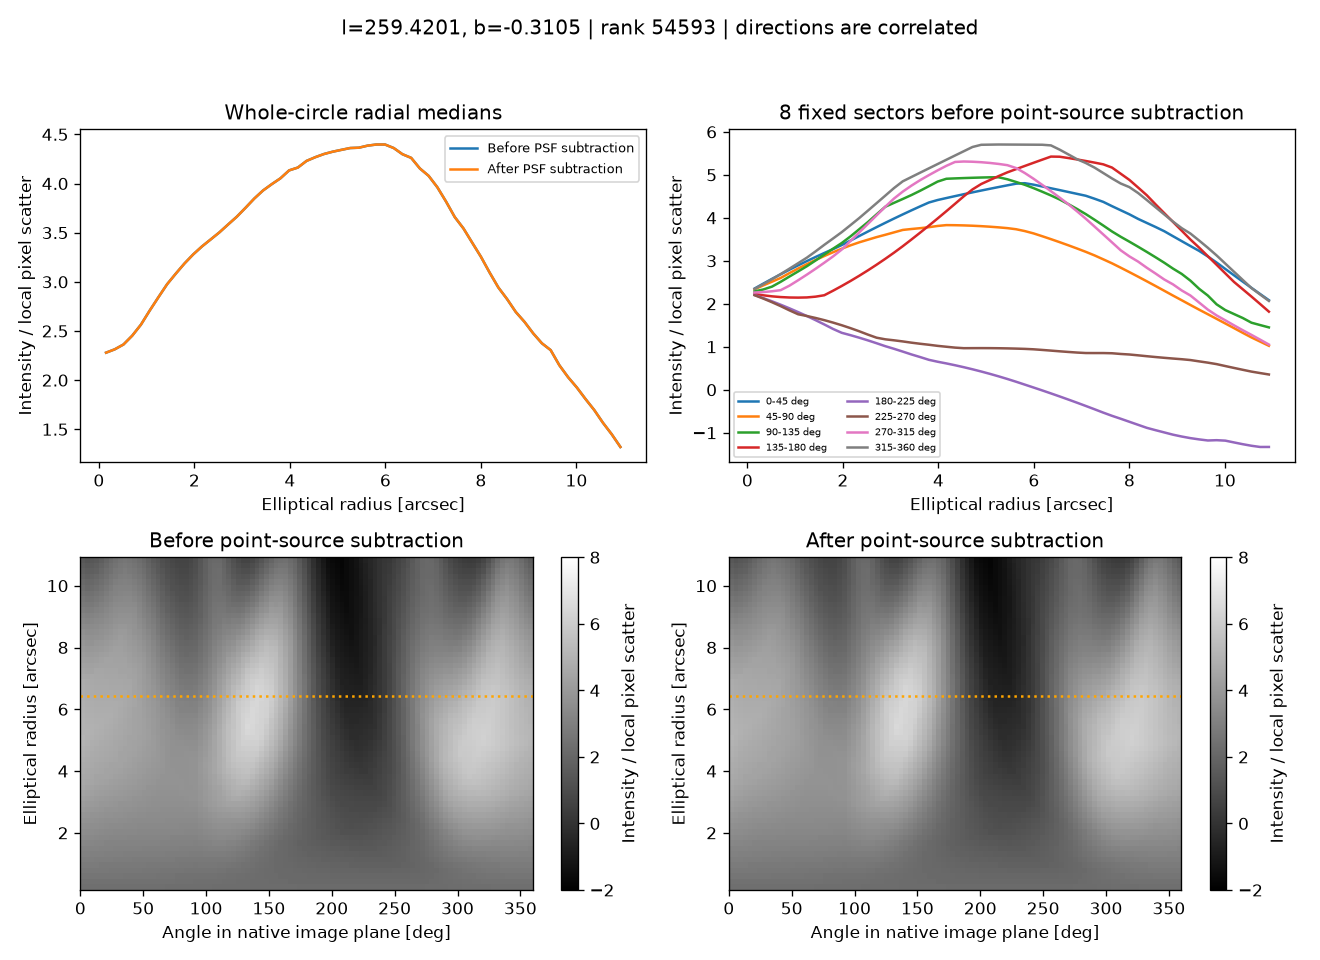 l=259.4201, b=-0.3105 | rank 54593 | directions are correlated
Whole-circle radial medians
4.5
4.0
3.5
3.0
2.5
2.0
1.5
Intensity / local pixel scatter
Before PSF subtraction
After PSF subtraction
0 2 4 6 8 10
Elliptical radius [arcsec]
8 fixed sectors before point-source subtraction
6
5
4
3
2
1
0
−1
Intensity / local pixel scatter
0-45 deg
45-90 deg
90-135 deg
135-180 deg
180-225 deg
225-270 deg
270-315 deg
315-360 deg
0 2 4 6 8 10
Elliptical radius [arcsec]
Before point-source subtraction
10
8
6
4
2
Elliptical radius [arcsec]
0 50 100 150 200 250 300 350
Angle in native image plane [deg]
8
6
4
2
0
−2
Intensity / local pixel scatter
After point-source subtraction
10
8
6
4
2
Elliptical radius [arcsec]
0 50 100 150 200 250 300 350
Angle in native image plane [deg]
8
6
4
2
0
−2
Intensity / local pixel scatter